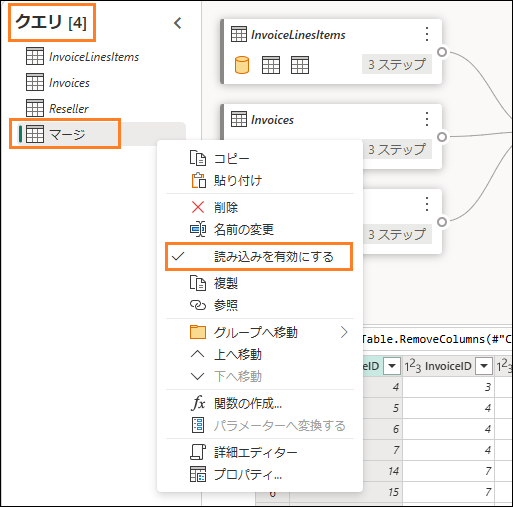 クエリ [4]
InvoiceLinesItems
Invoices
Reseller
マージ
InvoiceLinesItems
3 ステップ
Invoices
3 ステップ
3 ステップ
コピー
貼り付け
削除
名前の変更
読み込みを有効にする
複製
参照
グループへ移動
上へ移動
下へ移動
fx 関数の作成...
パラメーターへ変換する
詳細エディター
プロパティ...
Table.RemoveColumns(#"C
eID 1²3 InvoiceID 1²3
4 3
5 4
6 4
7 4
14 7
6 15 7